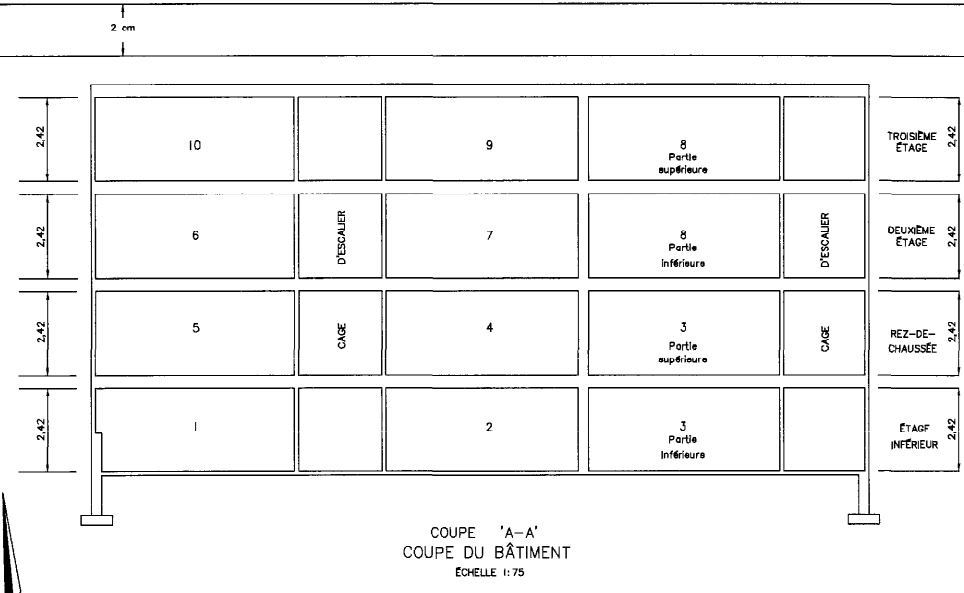 2 cm
2,42
10
9
8
Partie
supérieure
TROISIÈME
ÉTAGE
2,42
2,42
6
D'ESCALIER
7
8
Partie
inférieure
D'ESCALIER
DEUXIÈME
ÉTAGE
2,42
2,42
5
CAGE
4
3
Partie
supérieure
CAGE
REZ-DE-
CHAUSSÉE
2,42
2,42
1
2
3
Partie
inférieure
ÉTAGE
INFÉRIEUR
2,42
COUPE 'A-A'
COUPE DU BÂTIMENT
ÉCHELLE 1:75